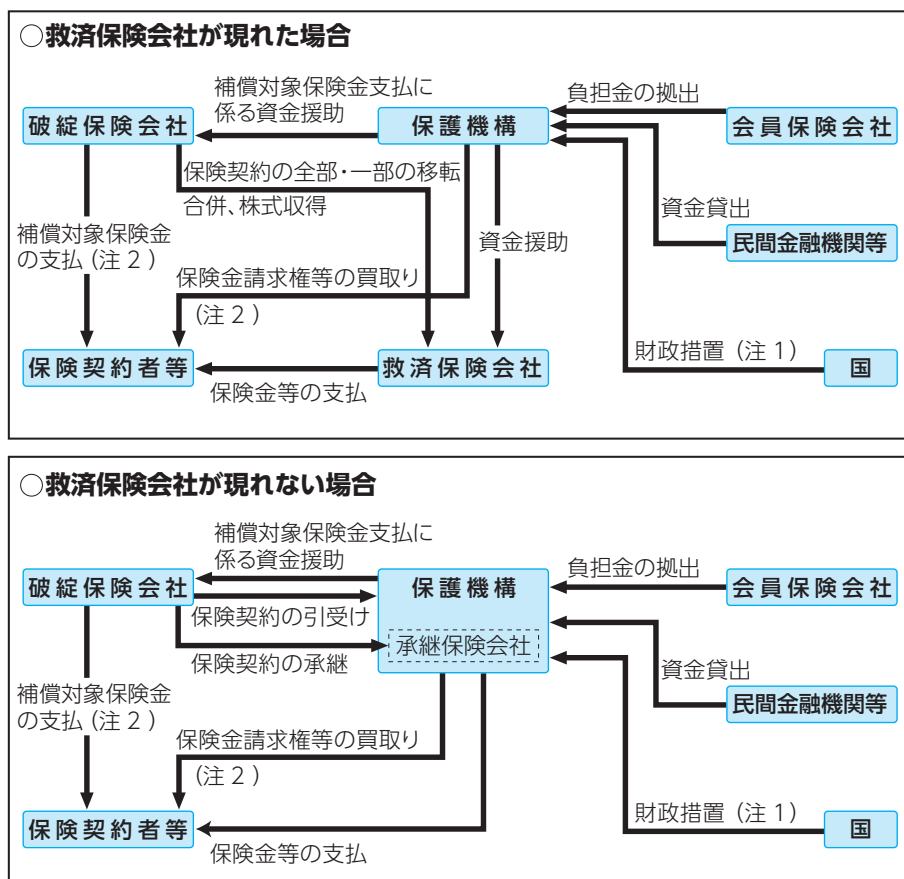 ○救済保険会社が現れた場合
補償対象保険金支払に
係る資金援助
負担金の拠出
破綻保険会社
保護機構
会員保険会社
保険契約の全部・一部の移転
合併、株式収得
資金貸出
補償対象保険金
の支払(注2)
資金援助
民間金融機関等
保険金請求権等の買取り
(注2)
財政措置(注1)
保険契約者等
救済保険会社
国
保険金等の支払
○救済保険会社が現れない場合
補償対象保険金支払に
係る資金援助
負担金の拠出
破綻保険会社
保護機構
会員保険会社
保険契約の引受け
承継保険会社
保険契約の承継
資金貸出
補償対象保険金
の支払(注2)
民間金融機関等
保険金請求権等の買取り
(注2)
財政措置(注1)
保険契約者等
国
保険金等の支払